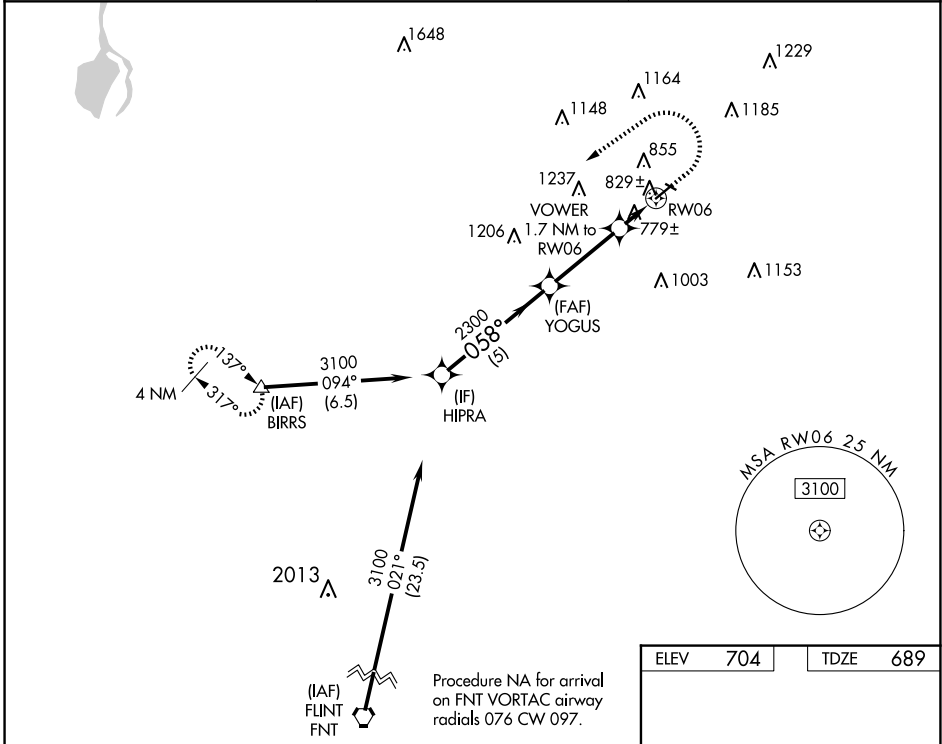 1648
1229
1164
1148
1185
855
1237
829±
VOWER
1.7 NM to
RW06
RW06
1206
779±
1003
1153
(FAF)
YOGUS
2300
058°
(5)
3100
094°
(6.5)
137°
317°
4 NM
(IAF)
BIRRS
(IF)
HIPRA
MSA RW06 25 NM
3100
3100
021°
(23.5)
2013
(IAF)
FLINT
FNT
Procedure NA for arrival
on FNT VORTAC airway
radials 076 CW 097.
ELEV 704
TDZE 689